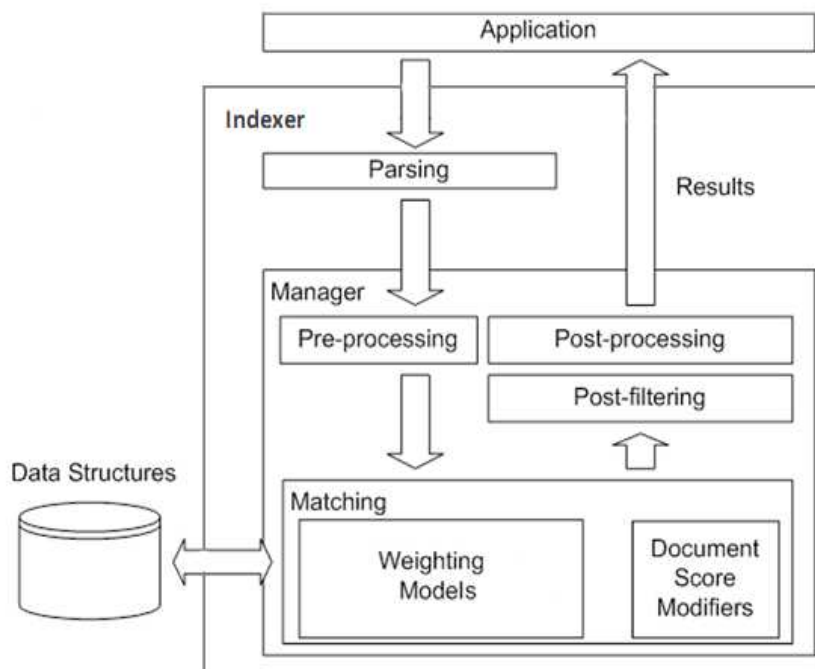 Application
Indexer
Parsing
Results
Manager
Pre-processing
Post-processing
Post-filtering
Data Structures
Matching
Weighting
Models
Document
Score
Modifiers